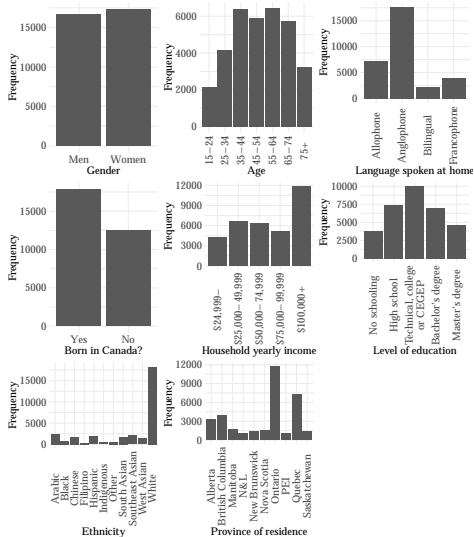 Frequency
15000
10000
5000
0
Men
Women
Gender
Frequency
6000
4000
2000
0
15−24
25−34
35−44
45−54
55−64
65−74
75+
Age
Frequency
15000
10000
5000
0
Allophone
Anglophone
Bilingual
Francophone
Language spoken at home
Frequency
15000
10000
5000
0
Yes
No
Born in Canada?
Frequency
12000
9000
6000
3000
0
$24,999−
$25,000−49,999
$50,000−74,999
$75,000−99,999
$100,000+
Household yearly income
Frequency
10000
7500
5000
2500
0
No schooling
High school
Technical, college
or CEGEP
Bachelor's degree
Master's degree
Level of education
Frequency
15000
10000
5000
0
Arabic
Black
Chinese
Filipino
Hispanic
Indigenous
Other
South Asian
Southeast Asian
West Asian
White
Ethnicity
Frequency
12000
9000
6000
3000
0
Alberta
British Columbia
Manitoba
N&L
New Brunswick
Nova Scotia
Ontario
PEI
Quebec
Saskatchewan
Province of residence